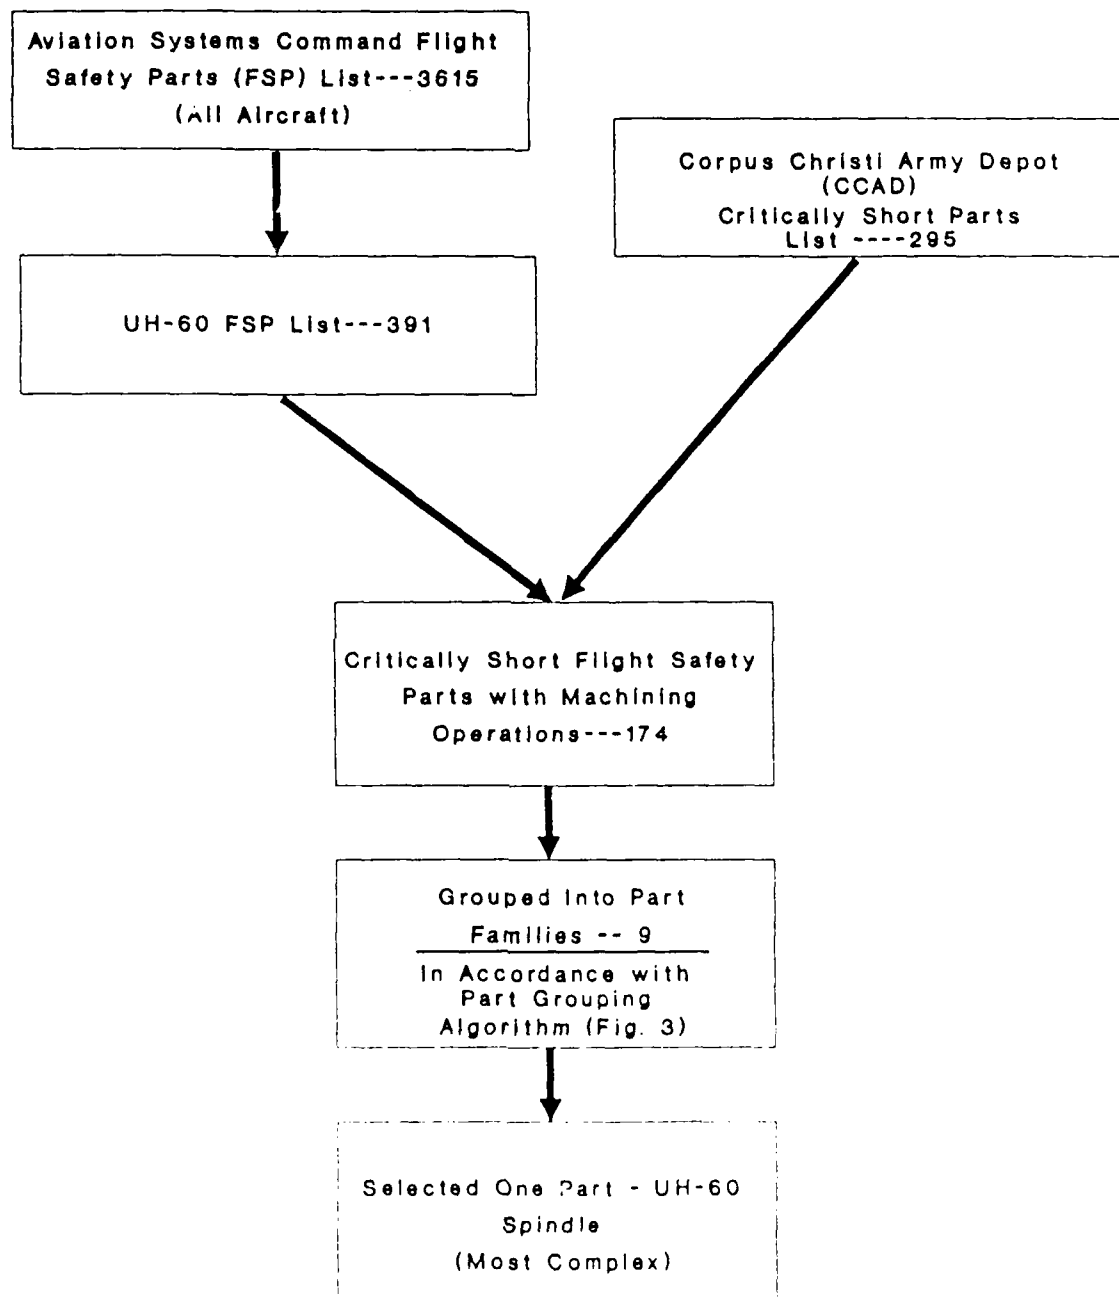 Aviation Systems Command Flight
Safety Parts (FSP) List---3615
(All Aircraft)
Corpus Christi Army Depot
(CCAD)
Critically Short Parts
List ----295
UH-60 FSP List---391
Critically Short Flight Safety
Parts with Machining
Operations---174
Grouped Into Part
Families -- 9
In Accordance with
Part Grouping
Algorithm (Fig. 3)
Selected One Part - UH-60
Spindle
(Most Complex)